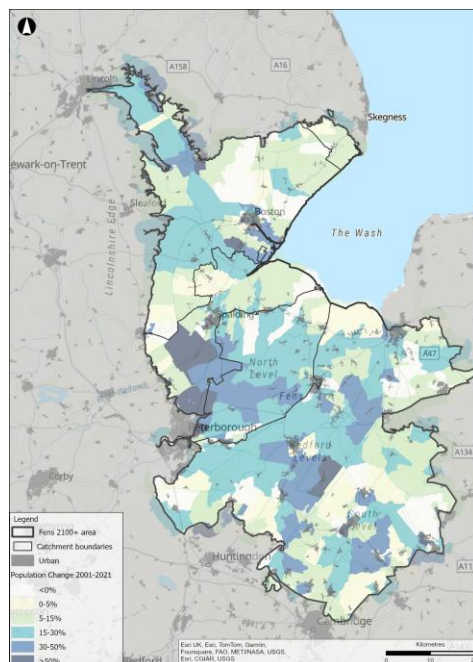 A158
A16
Lincoln
Skegness
ewark-on-Trent
Sleaford
Boston
The Wash
Lincolnshire Edge
Spalding
North
Level
A47
Fens
Peterborough
Bedford
Levels
A134
Corby
South
Level
Huntingdon
A11
Cambridge
Legend
Fens 2100+ area
Catchment boundaries
Urban
Population Change 2001-2021
<0%
0-5%
5-15%
15-30%
30-50%
>50%
Esri UK, Esri, TomTom, Garmin,
Foursquare, FAO, METI/NASA, USGS,
Esri, CGIAR, USGS
Kilometres
0 10